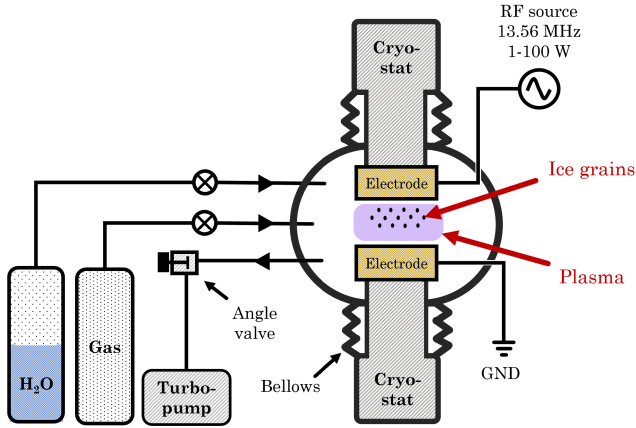 RF source
13.56 MHz
1-100 W
Cryo-
stat
Ice grains
Electrode
Electrode
Plasma
Angle
valve
Gas
H₂O
Turbo-
pump
Bellows
GND
Cryo-
stat